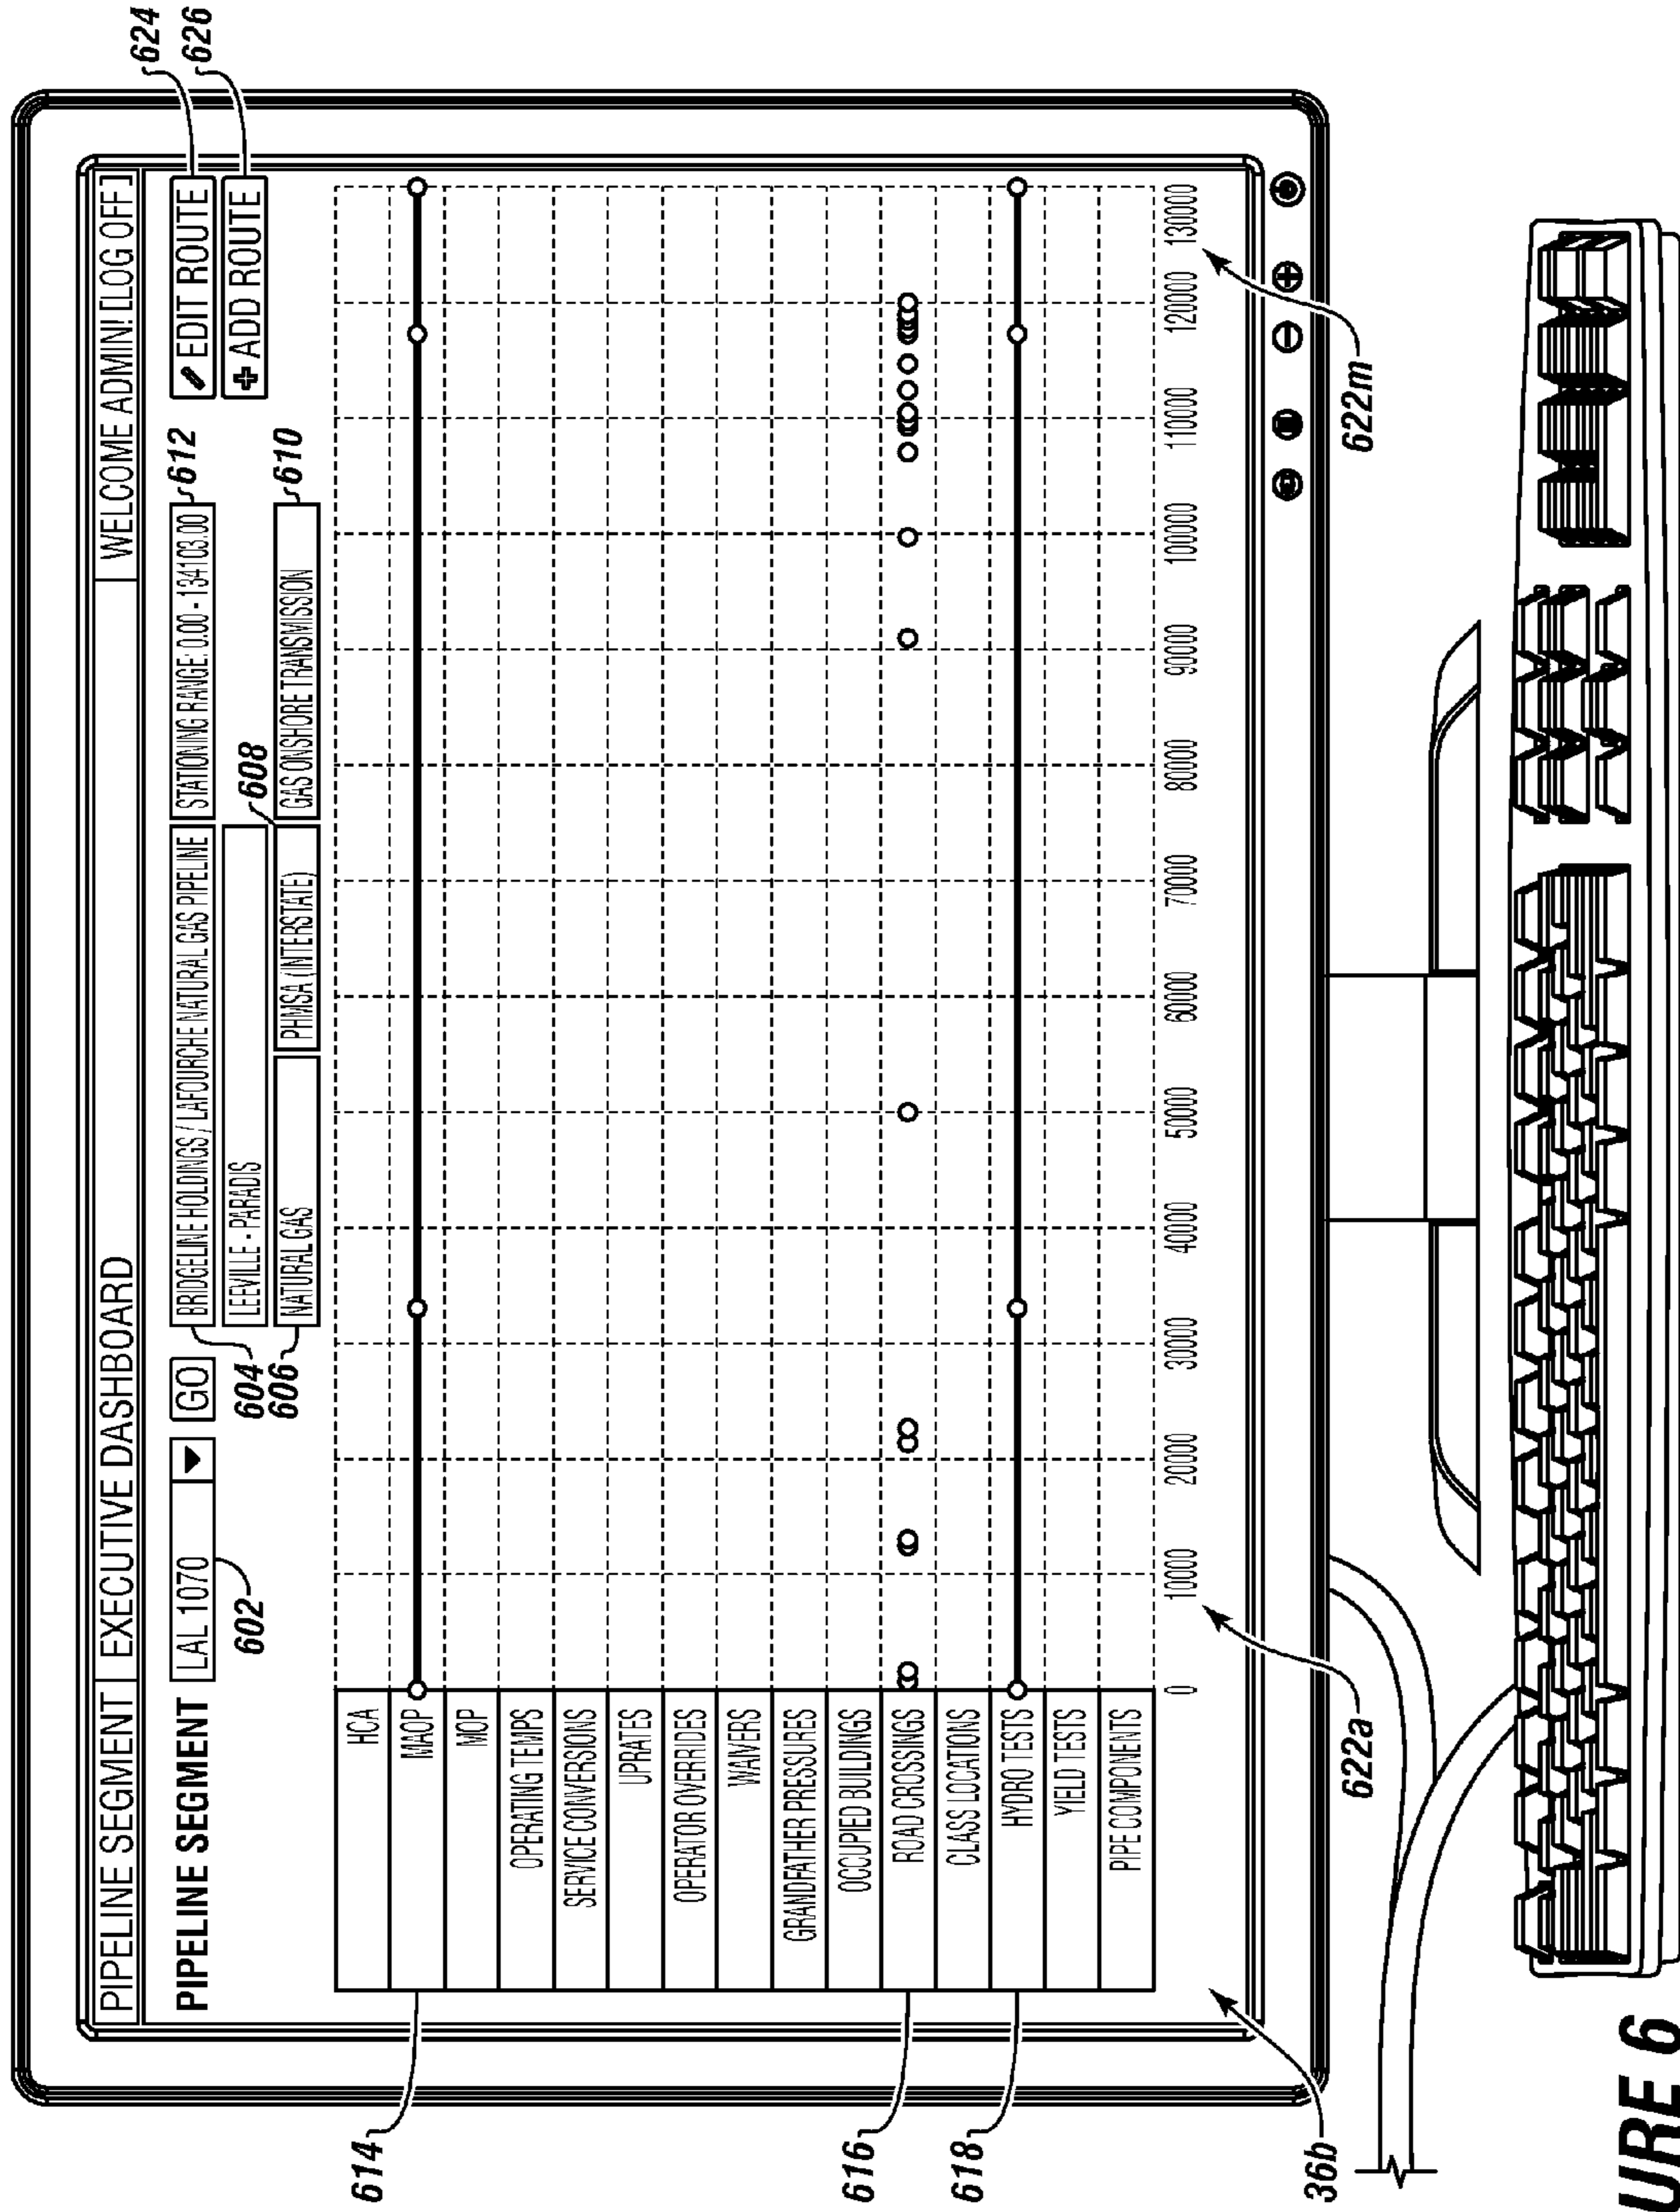 PIPELINE SEGMENT EXECUTIVE DASHBOARD WELCOME ADMIN! [LOG OFF]
PIPELINE SEGMENT LAL 1070 GO BRIDGELINE HOLDINGS / LAFOURCHE NATURAL GAS PIPELINE STATIONING RANGE: 0.00 - 134103.00 612 EDIT ROUTE 624
602 604 LEEVILLE - PARADIS 608 ADD ROUTE 626
606 NATURAL GAS PHMSA (INTERSTATE) GAS ONSHORE TRANSMISSION 610
HCA
614 MAOP
MOP
OPERATING TEMPS
SERVICE CONVERSIONS
UPRATES
OPERATOR OVERRIDES
WAIVERS
GRANDFATHER PRESSURES
OCCUPIED BUILDINGS
616 ROAD CROSSINGS
CLASS LOCATIONS
618 HYDRO TESTS
YIELD TESTS
PIPE COMPONENTS
0 10000 20000 30000 40000 50000 60000 70000 80000 90000 100000 110000 120000 130000
36b 622a 622m
URE 6